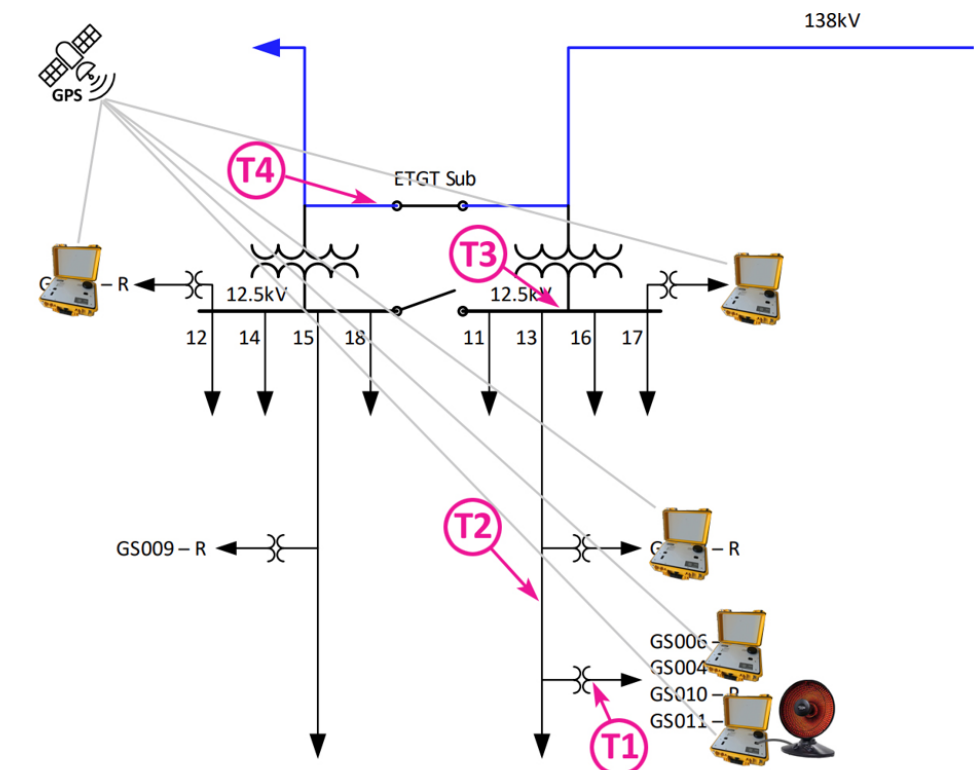 138kV
GPS
T4
ETGT Sub
T3
G – R
12.5kV
12.5kV
12
14
15
18
11
13
16
17
T2
GS009 – R
G – R
GS006 –
GS004
GS010 – R
GS011 –
T1